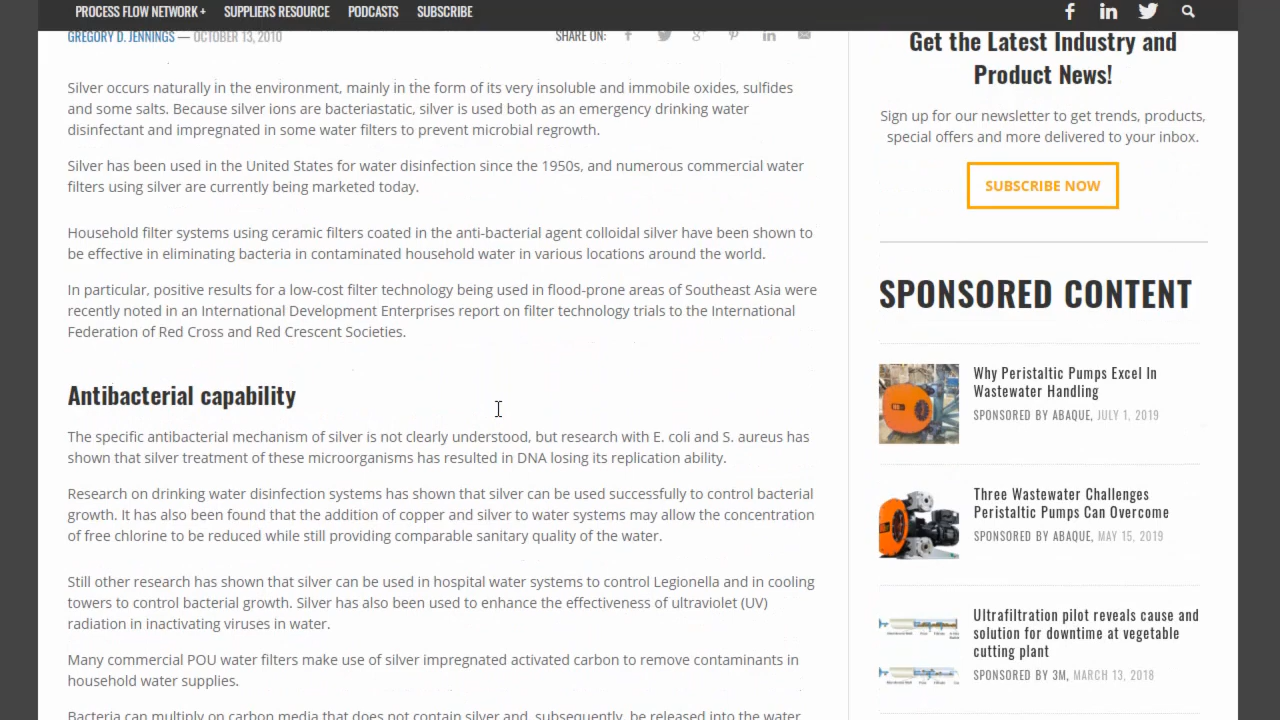 PROCESS FLOW NETWORK +
SUPPLIERS RESOURCE
PODCASTS
SUBSCRIBE
GREGORY D. JENNINGS — OCTOBER 13, 2010
SHARE ON:
Silver occurs naturally in the environment, mainly in the form of its very insoluble and immobile oxides, sulfides
and some salts. Because silver ions are bacteriastatic, silver is used both as an emergency drinking water
disinfectant and impregnated in some water filters to prevent microbial regrowth.
Silver has been used in the United States for water disinfection since the 1950s, and numerous commercial water
filters using silver are currently being marketed today.
Household filter systems using ceramic filters coated in the anti-bacterial agent colloidal silver have been shown to
be effective in eliminating bacteria in contaminated household water in various locations around the world.
In particular, positive results for a low-cost filter technology being used in flood-prone areas of Southeast Asia were
recently noted in an International Development Enterprises report on filter technology trials to the International
Federation of Red Cross and Red Crescent Societies.
Antibacterial capability
The specific antibacterial mechanism of silver is not clearly understood, but research with E. coli and S. aureus has
shown that silver treatment of these microorganisms has resulted in DNA losing its replication ability.
Research on drinking water disinfection systems has shown that silver can be used successfully to control bacterial
growth. It has also been found that the addition of copper and silver to water systems may allow the concentration
of free chlorine to be reduced while still providing comparable sanitary quality of the water.
Still other research has shown that silver can be used in hospital water systems to control Legionella and in cooling
towers to control bacterial growth. Silver has also been used to enhance the effectiveness of ultraviolet (UV)
radiation in inactivating viruses in water.
Many commercial POU water filters make use of silver impregnated activated carbon to remove contaminants in
household water supplies.
Bacteria can multiply on carbon media that does not contain silver and, subsequently, be released into the water
Get the Latest Industry and
Product News!
Sign up for our newsletter to get trends, products,
special offers and more delivered to your inbox.
SUBSCRIBE NOW
SPONSORED CONTENT
Why Peristaltic Pumps Excel In
Wastewater Handling
SPONSORED BY ABAQUE, JULY 1, 2019
Three Wastewater Challenges
Peristaltic Pumps Can Overcome
SPONSORED BY ABAQUE, MAY 15, 2019
Ultrafiltration pilot reveals cause and
solution for downtime at vegetable
cutting plant
SPONSORED BY 3M, MARCH 13, 2018